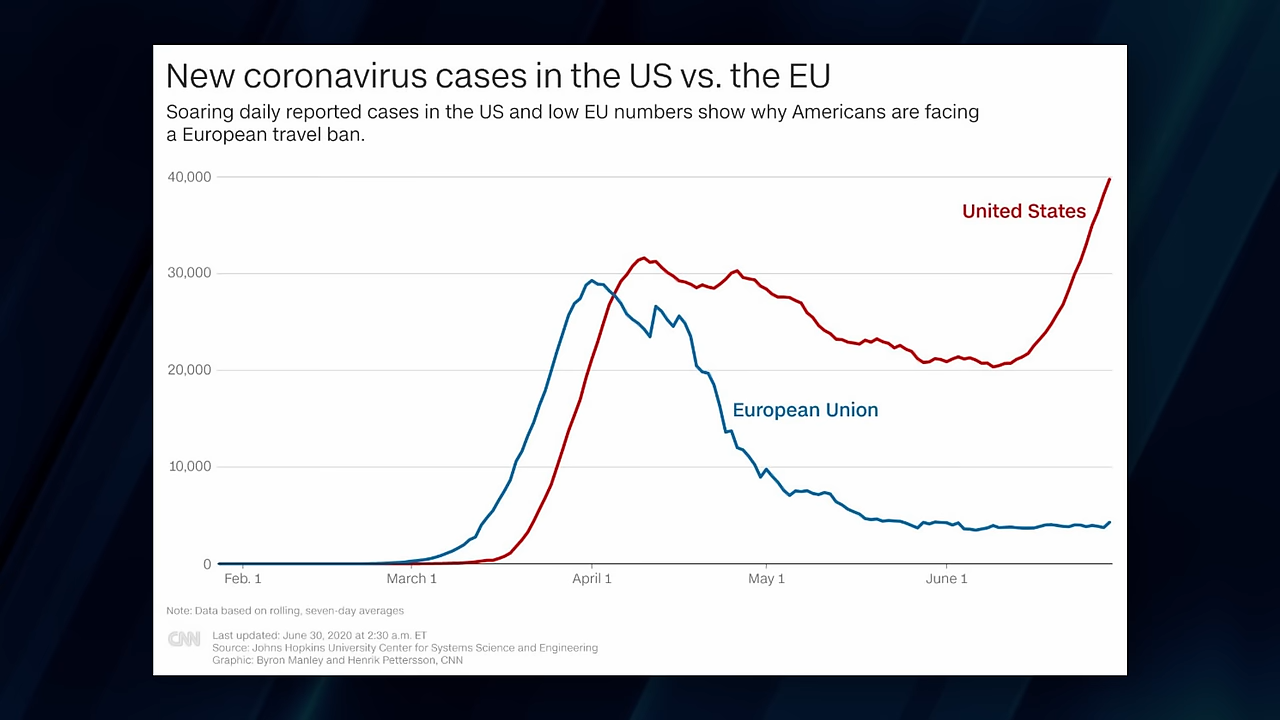 New coronavirus cases in the US vs. the EU
Soaring daily reported cases in the US and low EU numbers show why Americans are facing
a European travel ban.
40,000
United States
30,000
20,000
European Union
10,000
0
Feb. 1 March 1 April 1 May 1 June 1
Note: Data based on rolling, seven-day averages
CNN
Last updated: June 30, 2020 at 2:30 a.m. ET
Source: Johns Hopkins University Center for Systems Science and Engineering
Graphic: Byron Manley and Henrik Pettersson, CNN